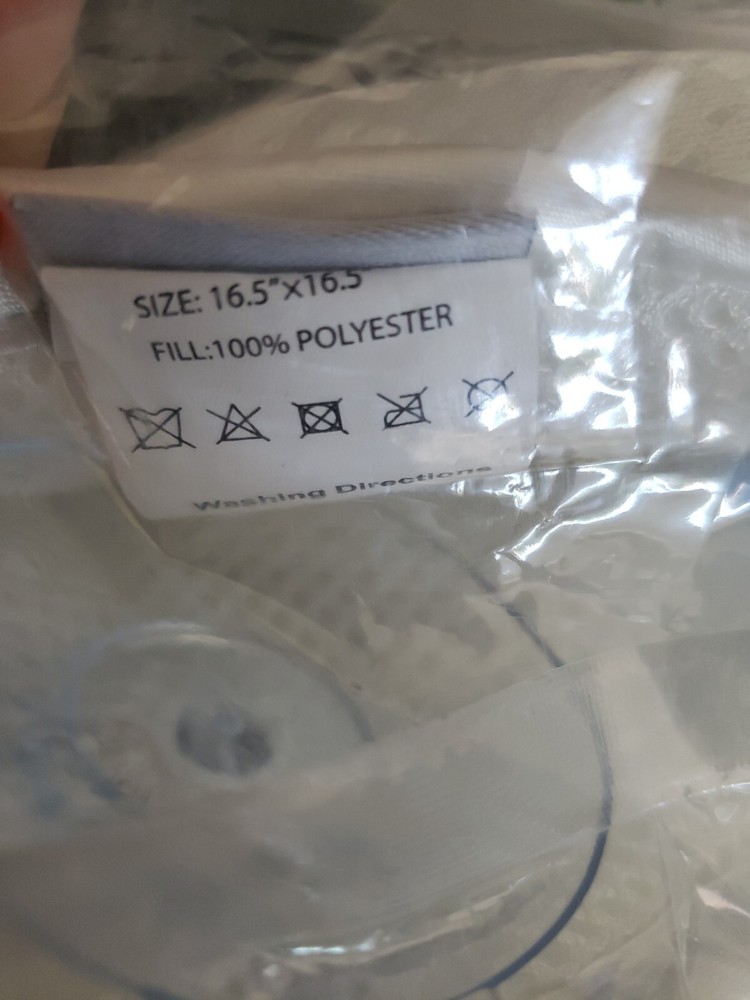 SIZE: 16.5"X16.5
FILL:100% POLYESTER
Washing Directions